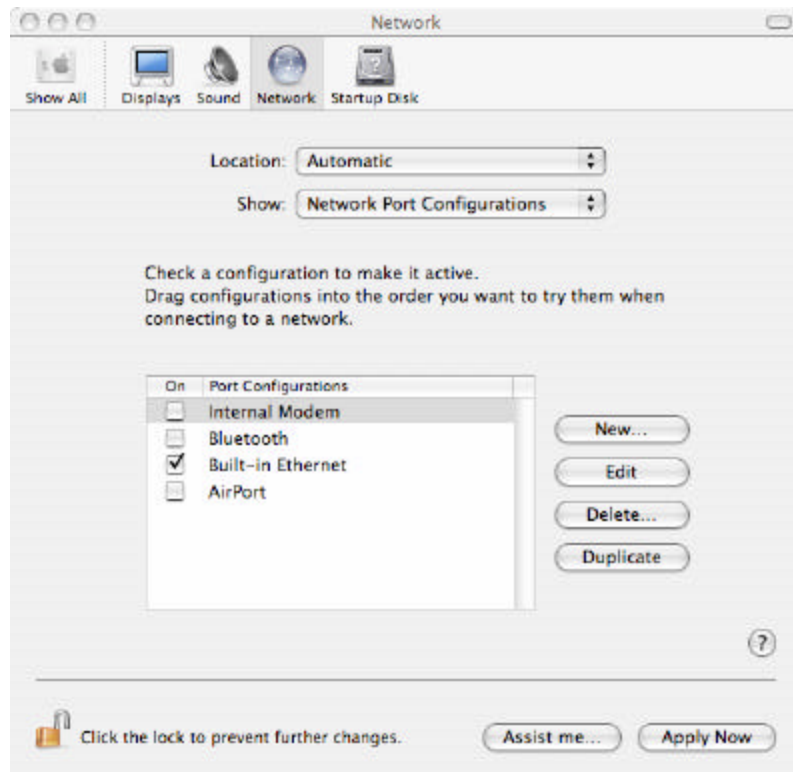 Network
Show All
Displays
Sound
Network
Startup Disk
Location: Automatic
Show: Network Port Configurations
Check a configuration to make it active.
Drag configurations into the order you want to try them when
connecting to a network.
On Port Configurations
Internal Modem
Bluetooth
Built-in Ethernet
AirPort
New...
Edit
Delete...
Duplicate
?
Click the lock to prevent further changes.
Assist me...
Apply Now